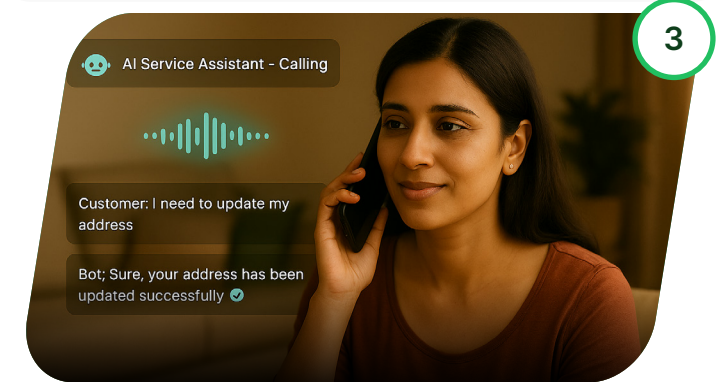 3
AI Service Assistant - Calling
Customer: I need to update my
address
Bot; Sure, your address has been
updated successfully